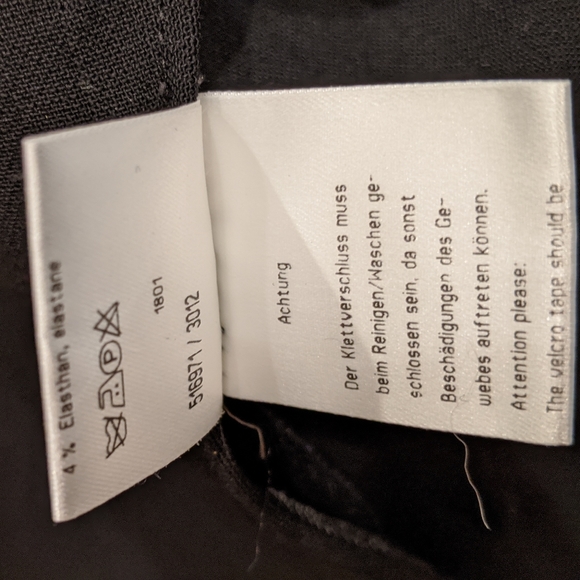 4 % Elasthan, elastane
P
1801
516971 / 3012
Achtung
Der Klettverschluss muss
beim Reinigen/Waschen ge-
schlossen sein, da sonst
Beschädigungen des Ge-
webes auftreten können.
Attention please:
The velcro tape should be